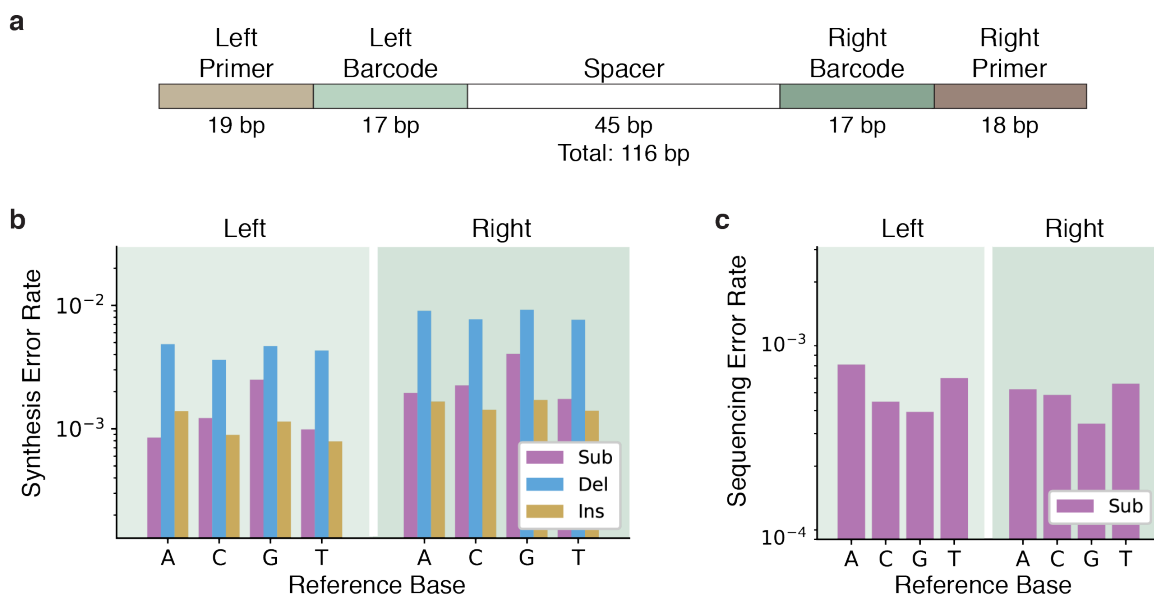 a
Left Primer
Left Barcode
Spacer
Right Barcode
Right Primer
19 bp
17 bp
45 bp
17 bp
18 bp
Total: 116 bp
b
Left
Right
Synthesis Error Rate
10^-2
10^-3
Sub
Del
Ins
A C G T A C G T
Reference Base
c
Left
Right
Sequencing Error Rate
10^-3
10^-4
Sub
A C G T A C G T
Reference Base